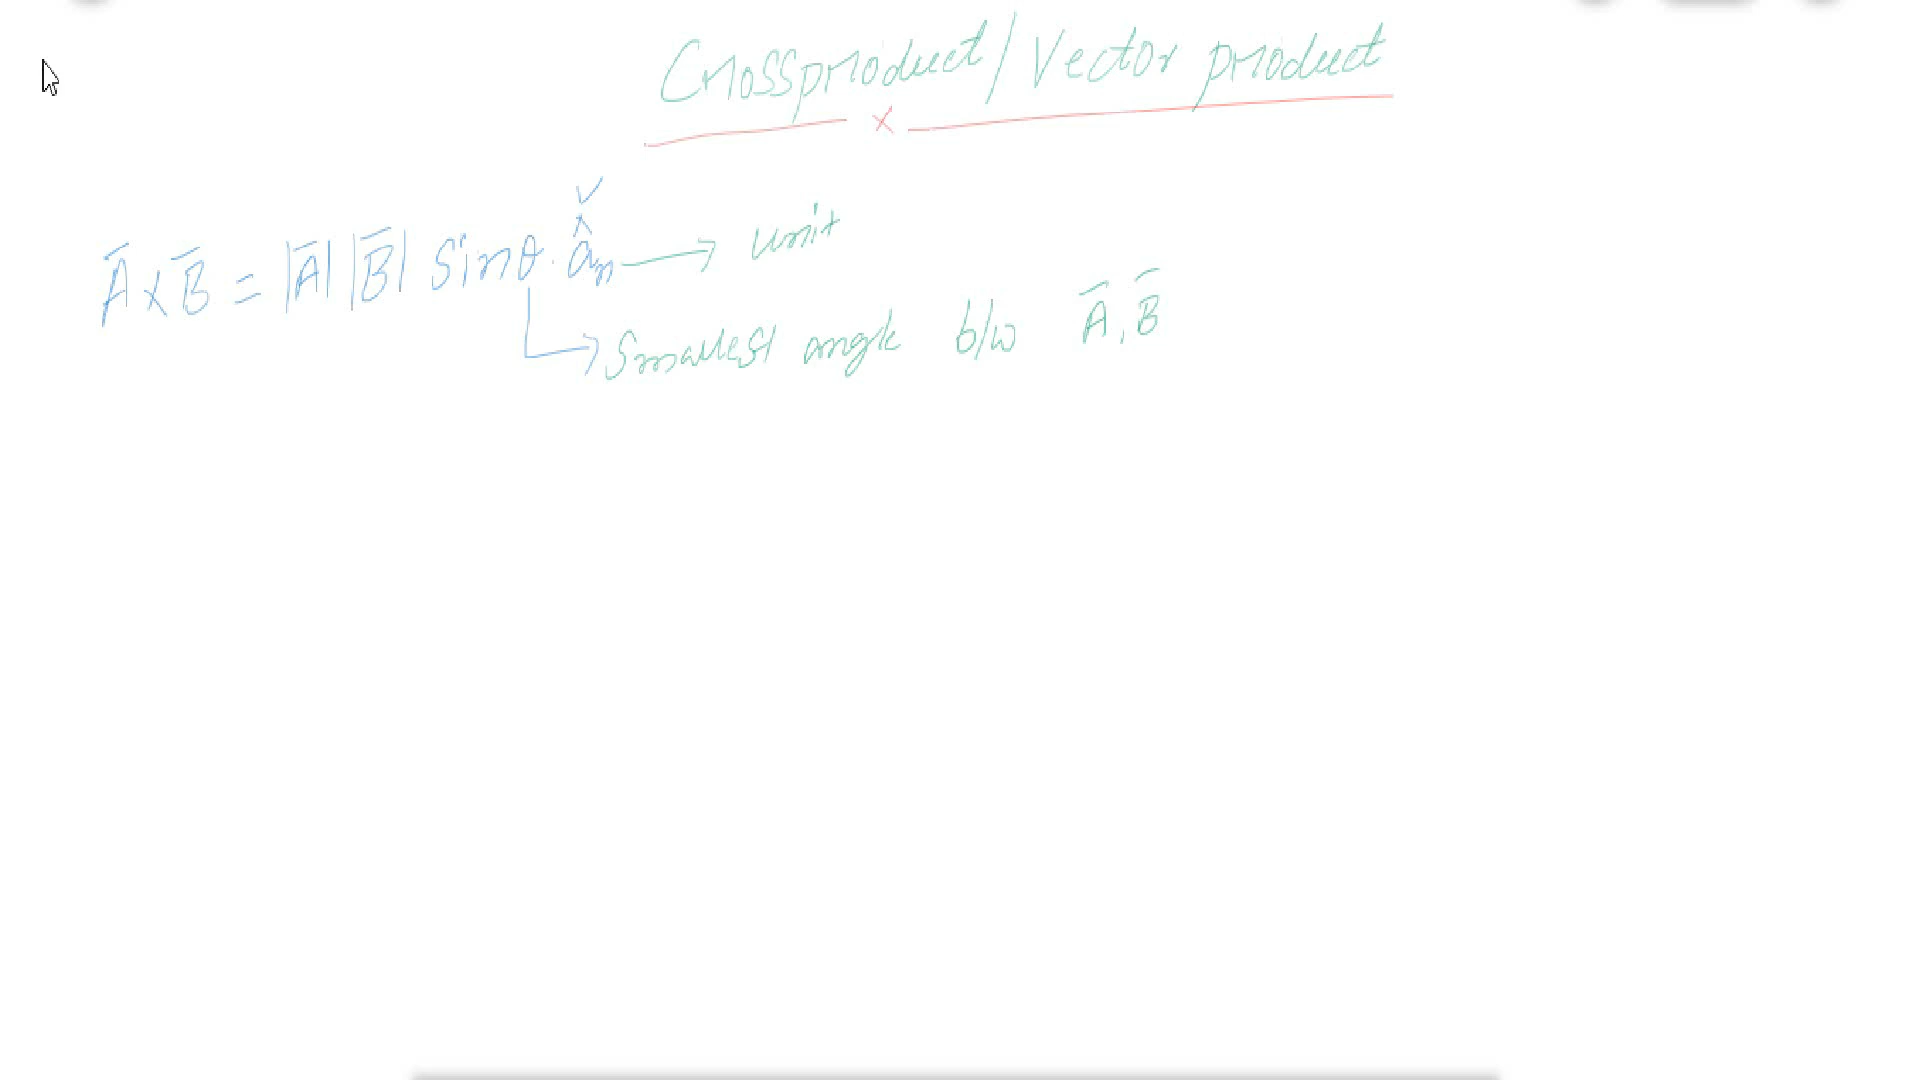 Crossproduct / Vector product
×
A̅ × B̅ = |A̅| |B̅| sinθ · âₙ → unit
→ Smallest angle b/w A̅, B̅